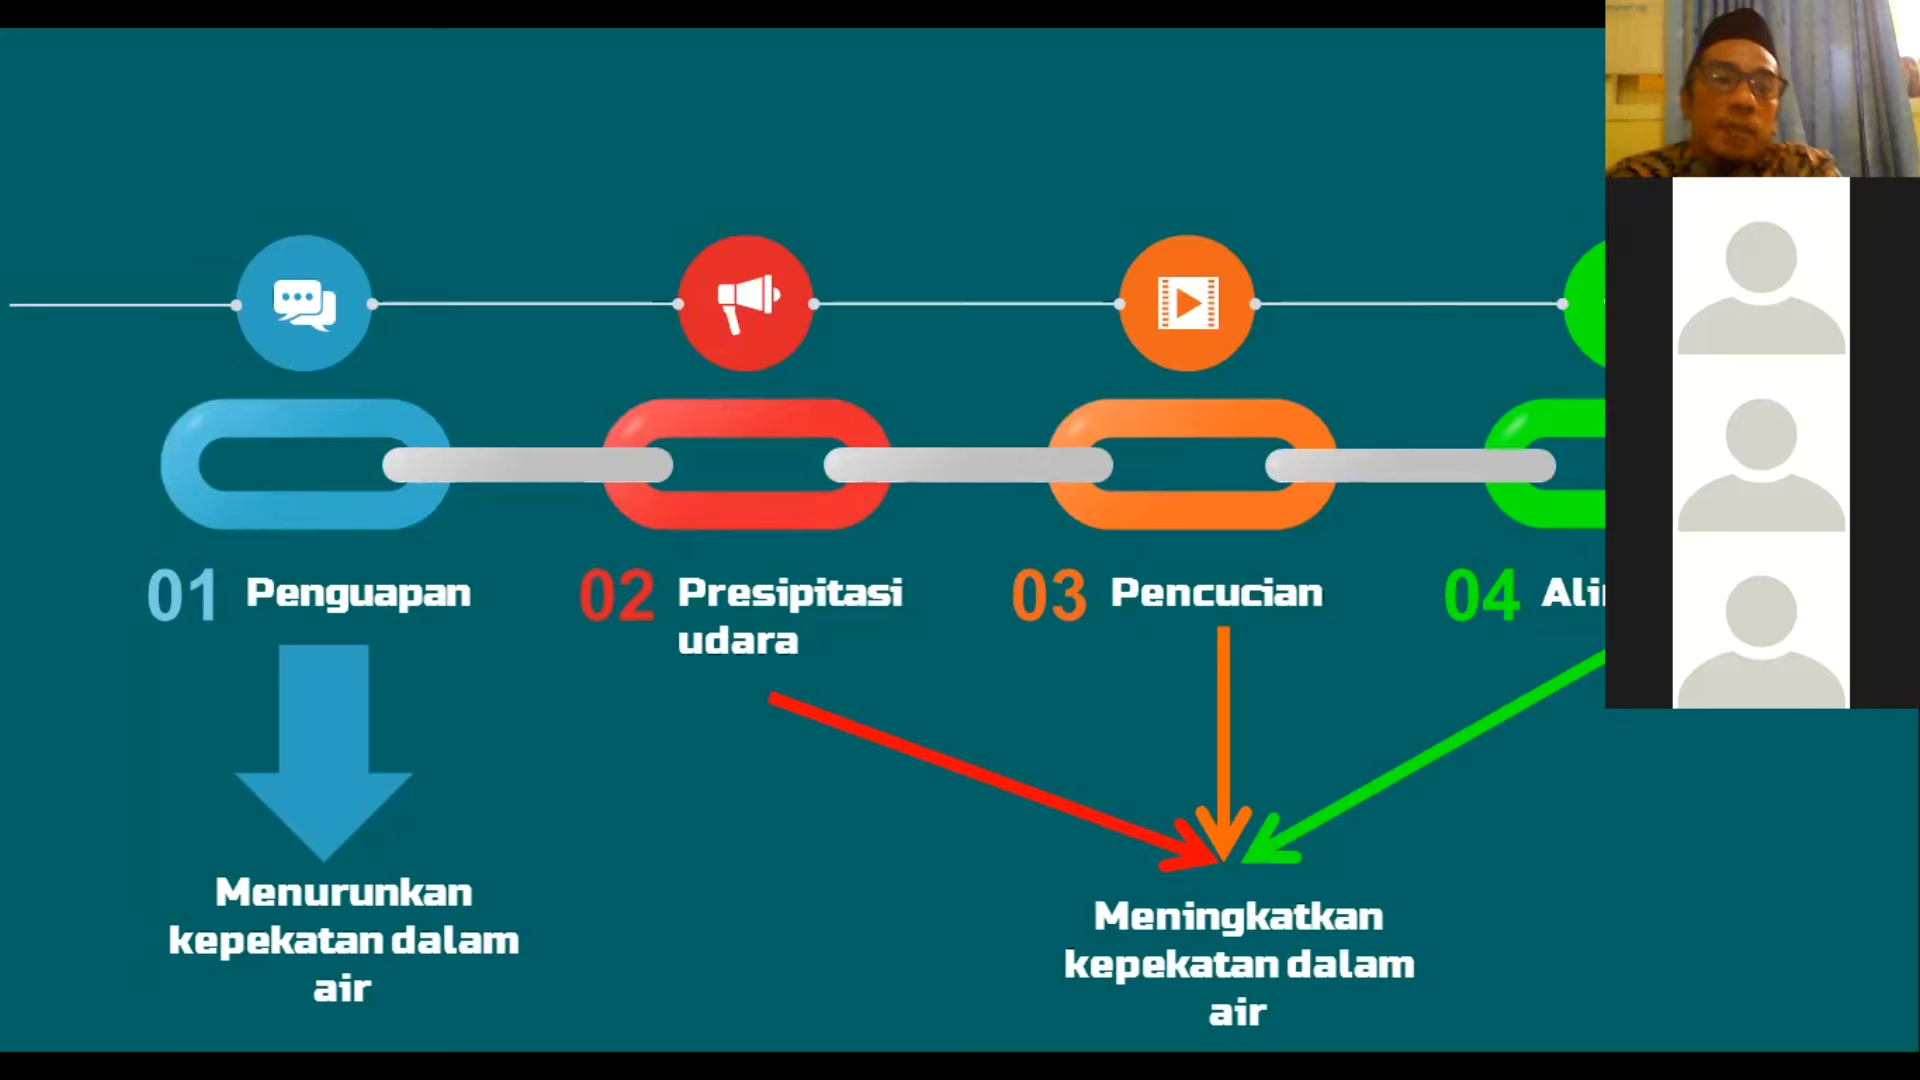 01 Penguapan
02 Presipitasi
udara
03 Pencucian
04
Menurunkan
kepekatan dalam
air
Meningkatkan
kepekatan dalam
air